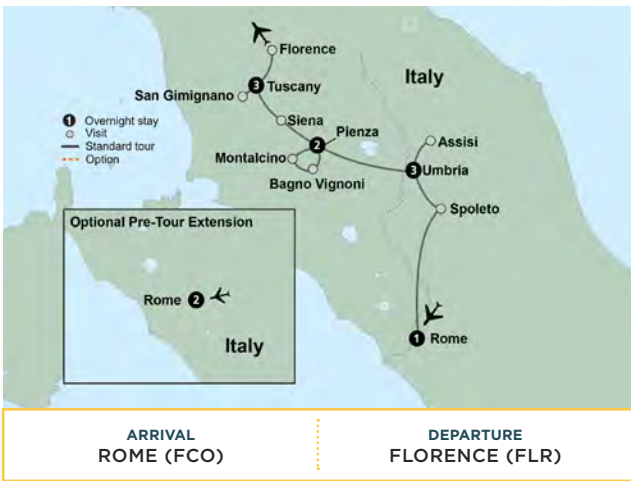 Florence
Italy
3 Tuscany
San Gimignano
1 Overnight stay
Visit
Standard tour
Option
Siena
Pienza
2
Assisi
Montalcino
3 Umbria
Bagno Vignoni
Spoleto
Optional Pre-Tour Extension
Rome 2
Italy
1 Rome
ARRIVAL
ROME (FCO)
DEPARTURE
FLORENCE (FLR)